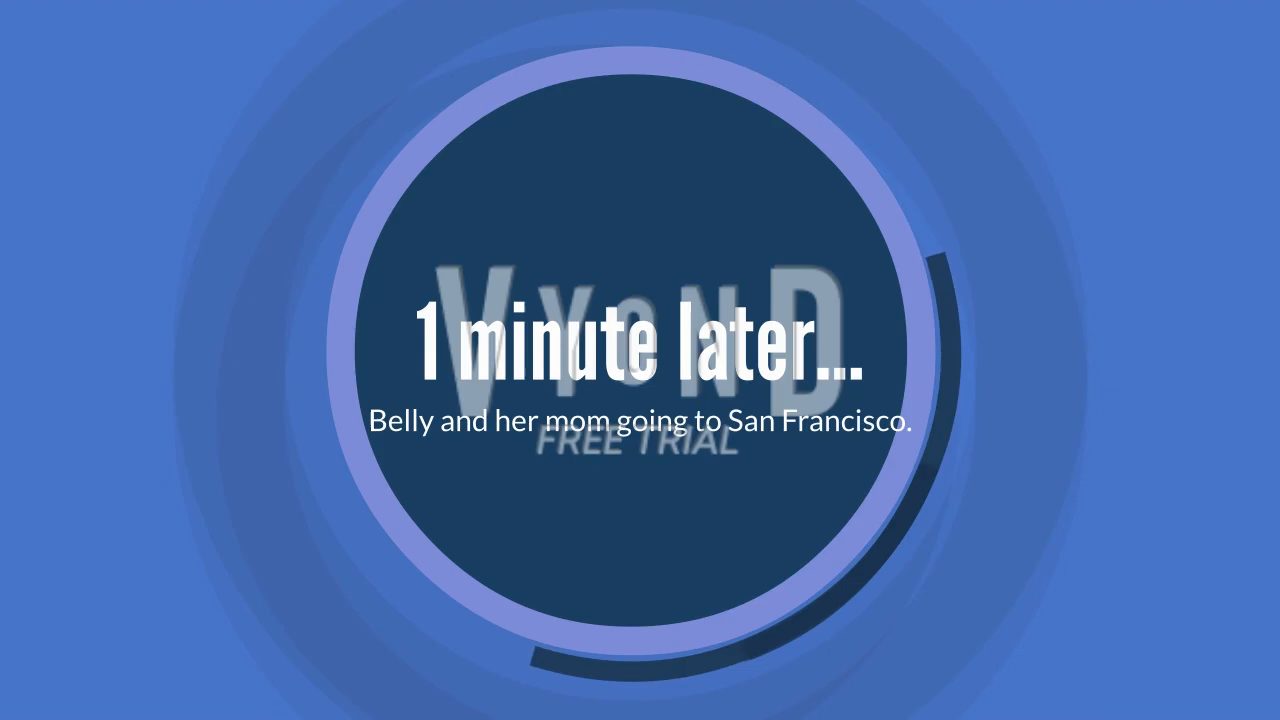 VYOND
1 minute later...
Belly and her mom going to San Francisco.
FREE TRIAL